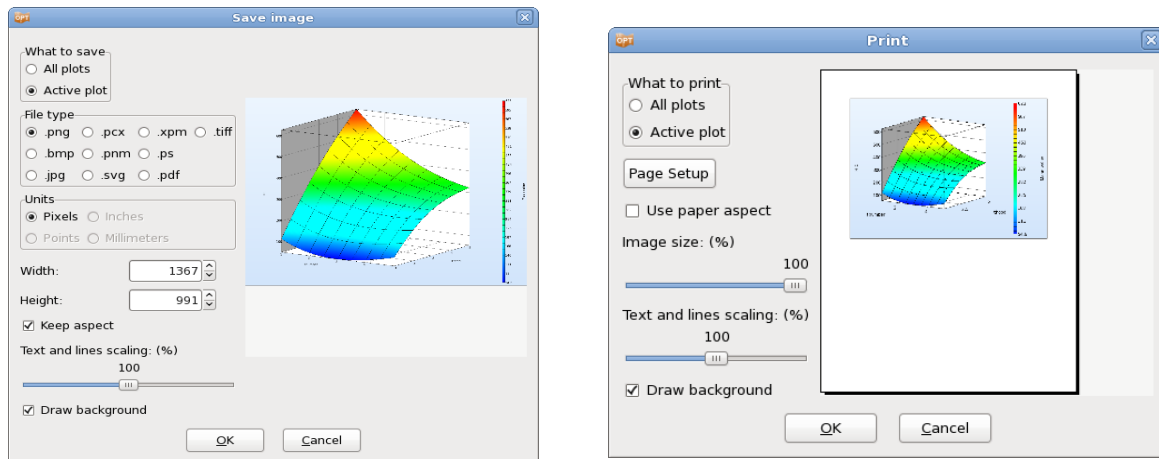 OPT
Save image
What to save
All plots
Active plot
File type
.png .pcx .xpm .tiff
.bmp .pnm .ps
.jpg .svg .pdf
Units
Pixels Inches
Points Millimeters
Width: 1367
Height: 991
Keep aspect
Text and lines scaling: (%)
100
Draw background
OK Cancel
OPT
Print
What to print
All plots
Active plot
Page Setup
Use paper aspect
Image size: (%)
100
Text and lines scaling: (%)
100
Draw background
OK Cancel